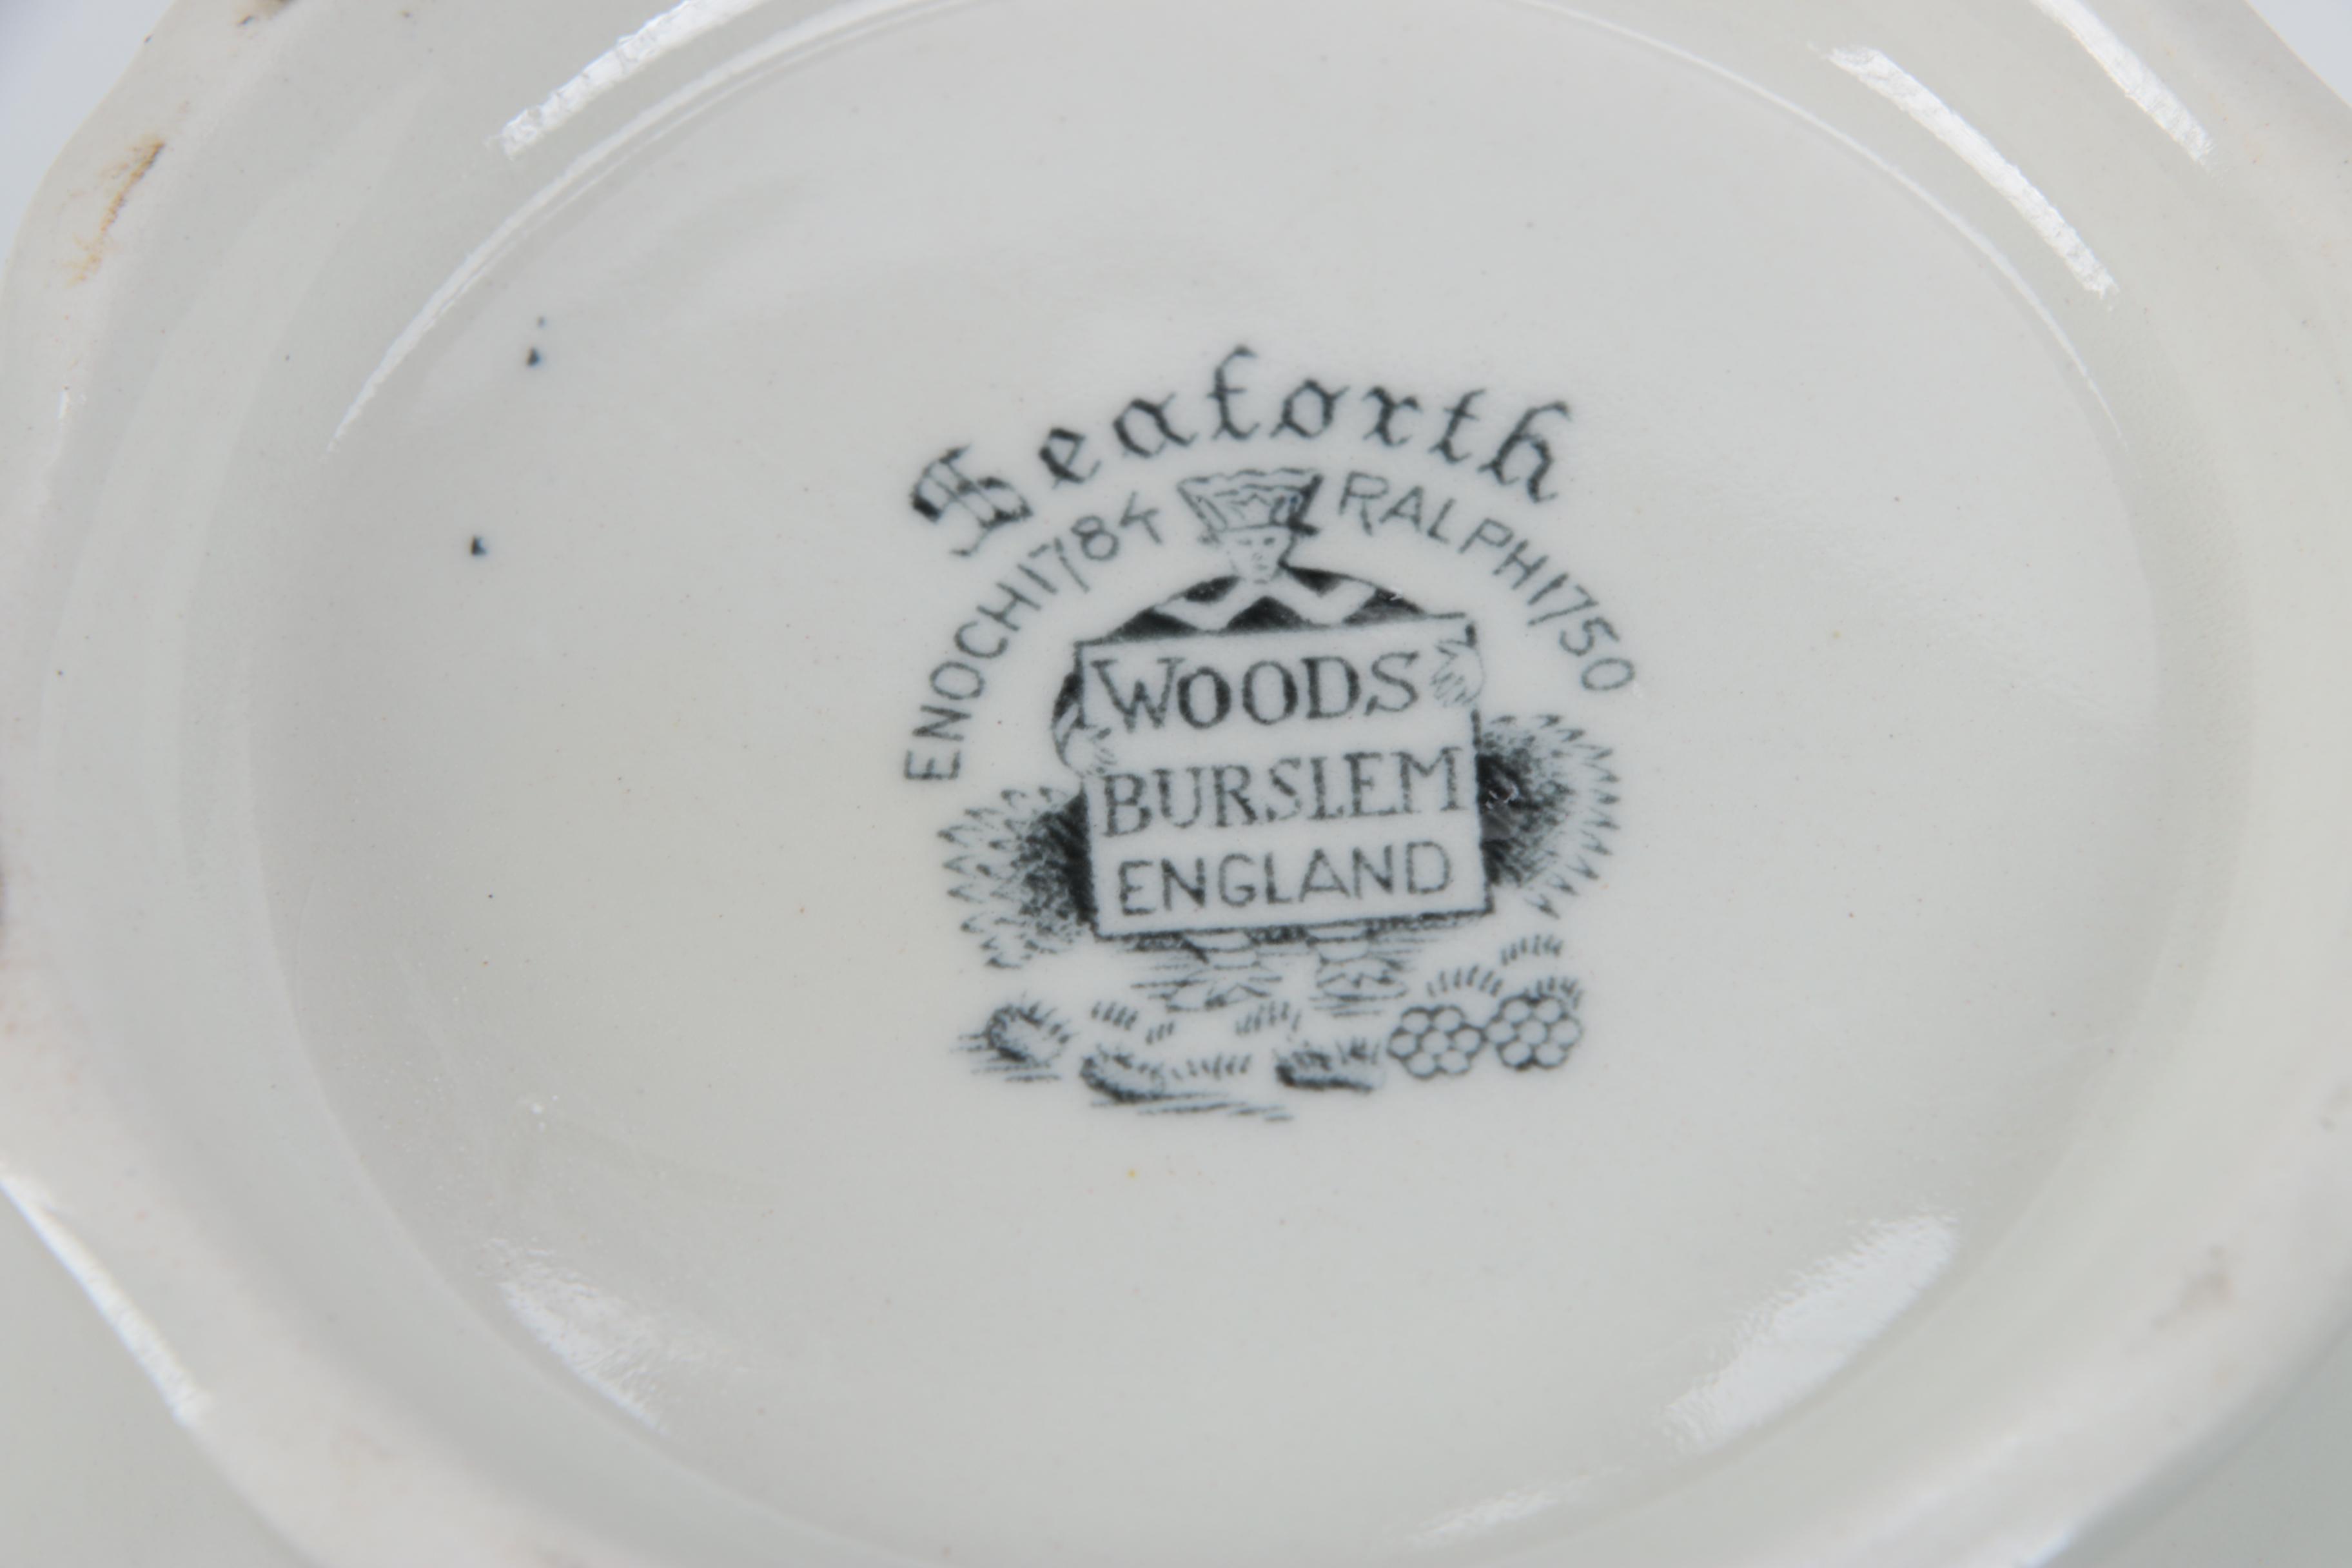 Seaforth
ENOCH 1784 RALPH 1750
WOODS
BURSLEM
ENGLAND